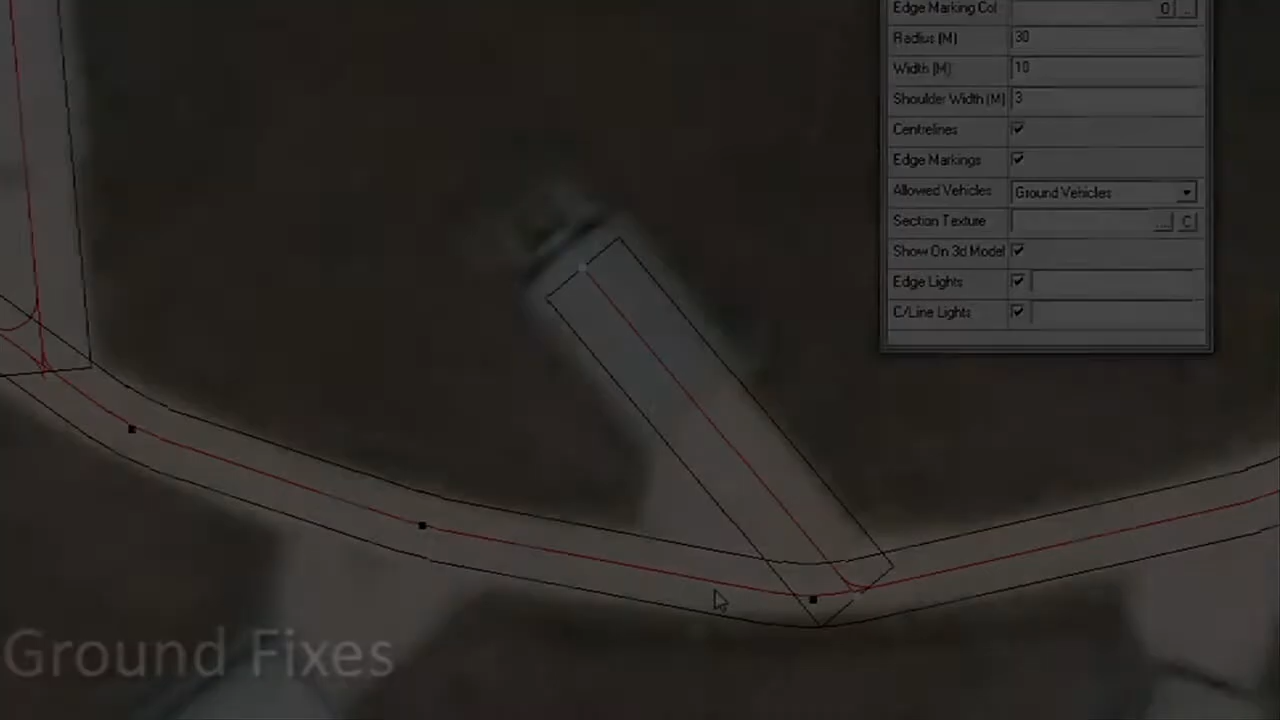 Edge Marking Col
Radius (M) 30
Width (M) 10
Shoulder Width (M) 3
Centrelines
Edge Markings
Allowed Vehicles Ground Vehicles
Section Texture ... C
Show On 3d Model
Edge Lights
C/Line Lights
Ground Fixes